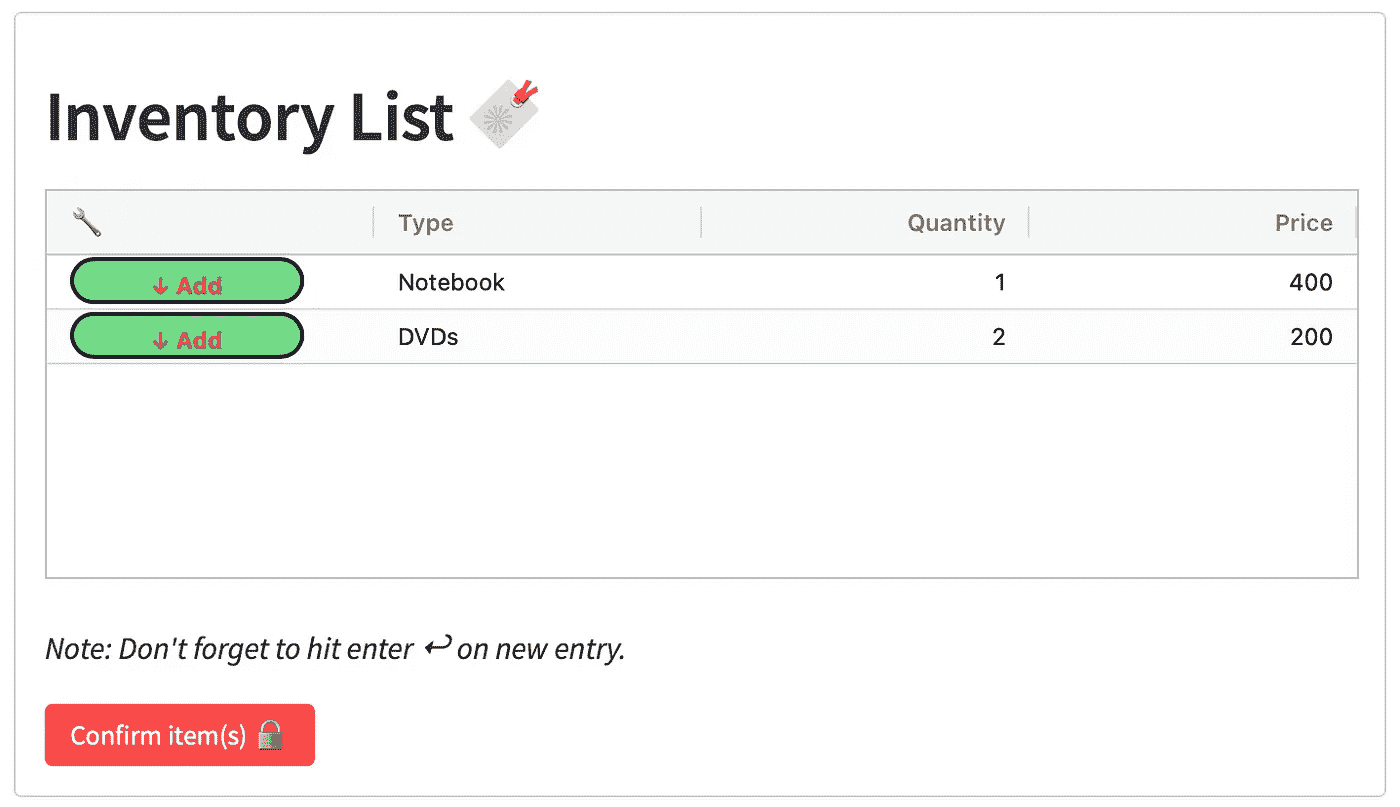 Inventory List
Type Quantity Price
↓ Add Notebook 1 400
↓ Add DVDs 2 200
Note: Don't forget to hit enter ↩ on new entry.
Confirm item(s)